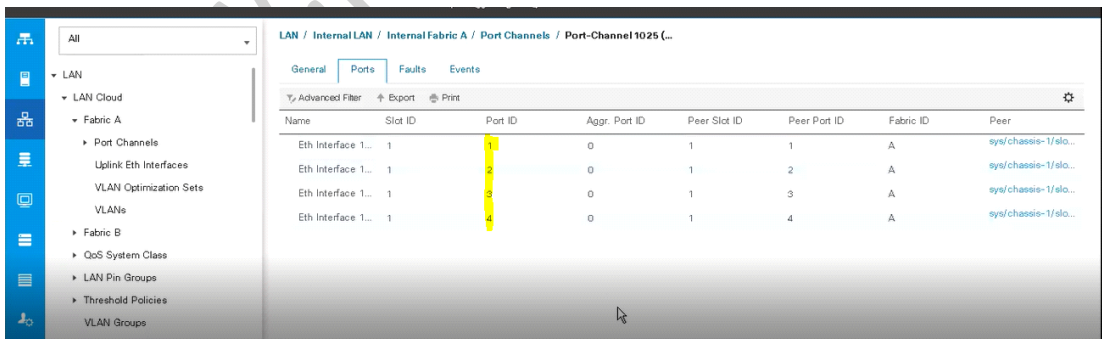 All
LAN / Internal LAN / Internal Fabric A / Port Channels / Port-Channel 1025 (...
General Ports Faults Events
LAN
LAN Cloud
Fabric A
Port Channels
Uplink Eth Interfaces
VLAN Optimization Sets
VLANs
Fabric B
QoS System Class
LAN Pin Groups
Threshold Policies
VLAN Groups
Advanced Filter Export Print
Name Slot ID Port ID Aggr. Port ID Peer Slot ID Peer Port ID Fabric ID Peer
Eth Interface 1... 1 1 0 1 1 A sys/chassis-1/slo...
Eth Interface 1... 1 2 0 1 2 A sys/chassis-1/slo...
Eth Interface 1... 1 3 0 1 3 A sys/chassis-1/slo...
Eth Interface 1... 1 4 0 1 4 A sys/chassis-1/slo...